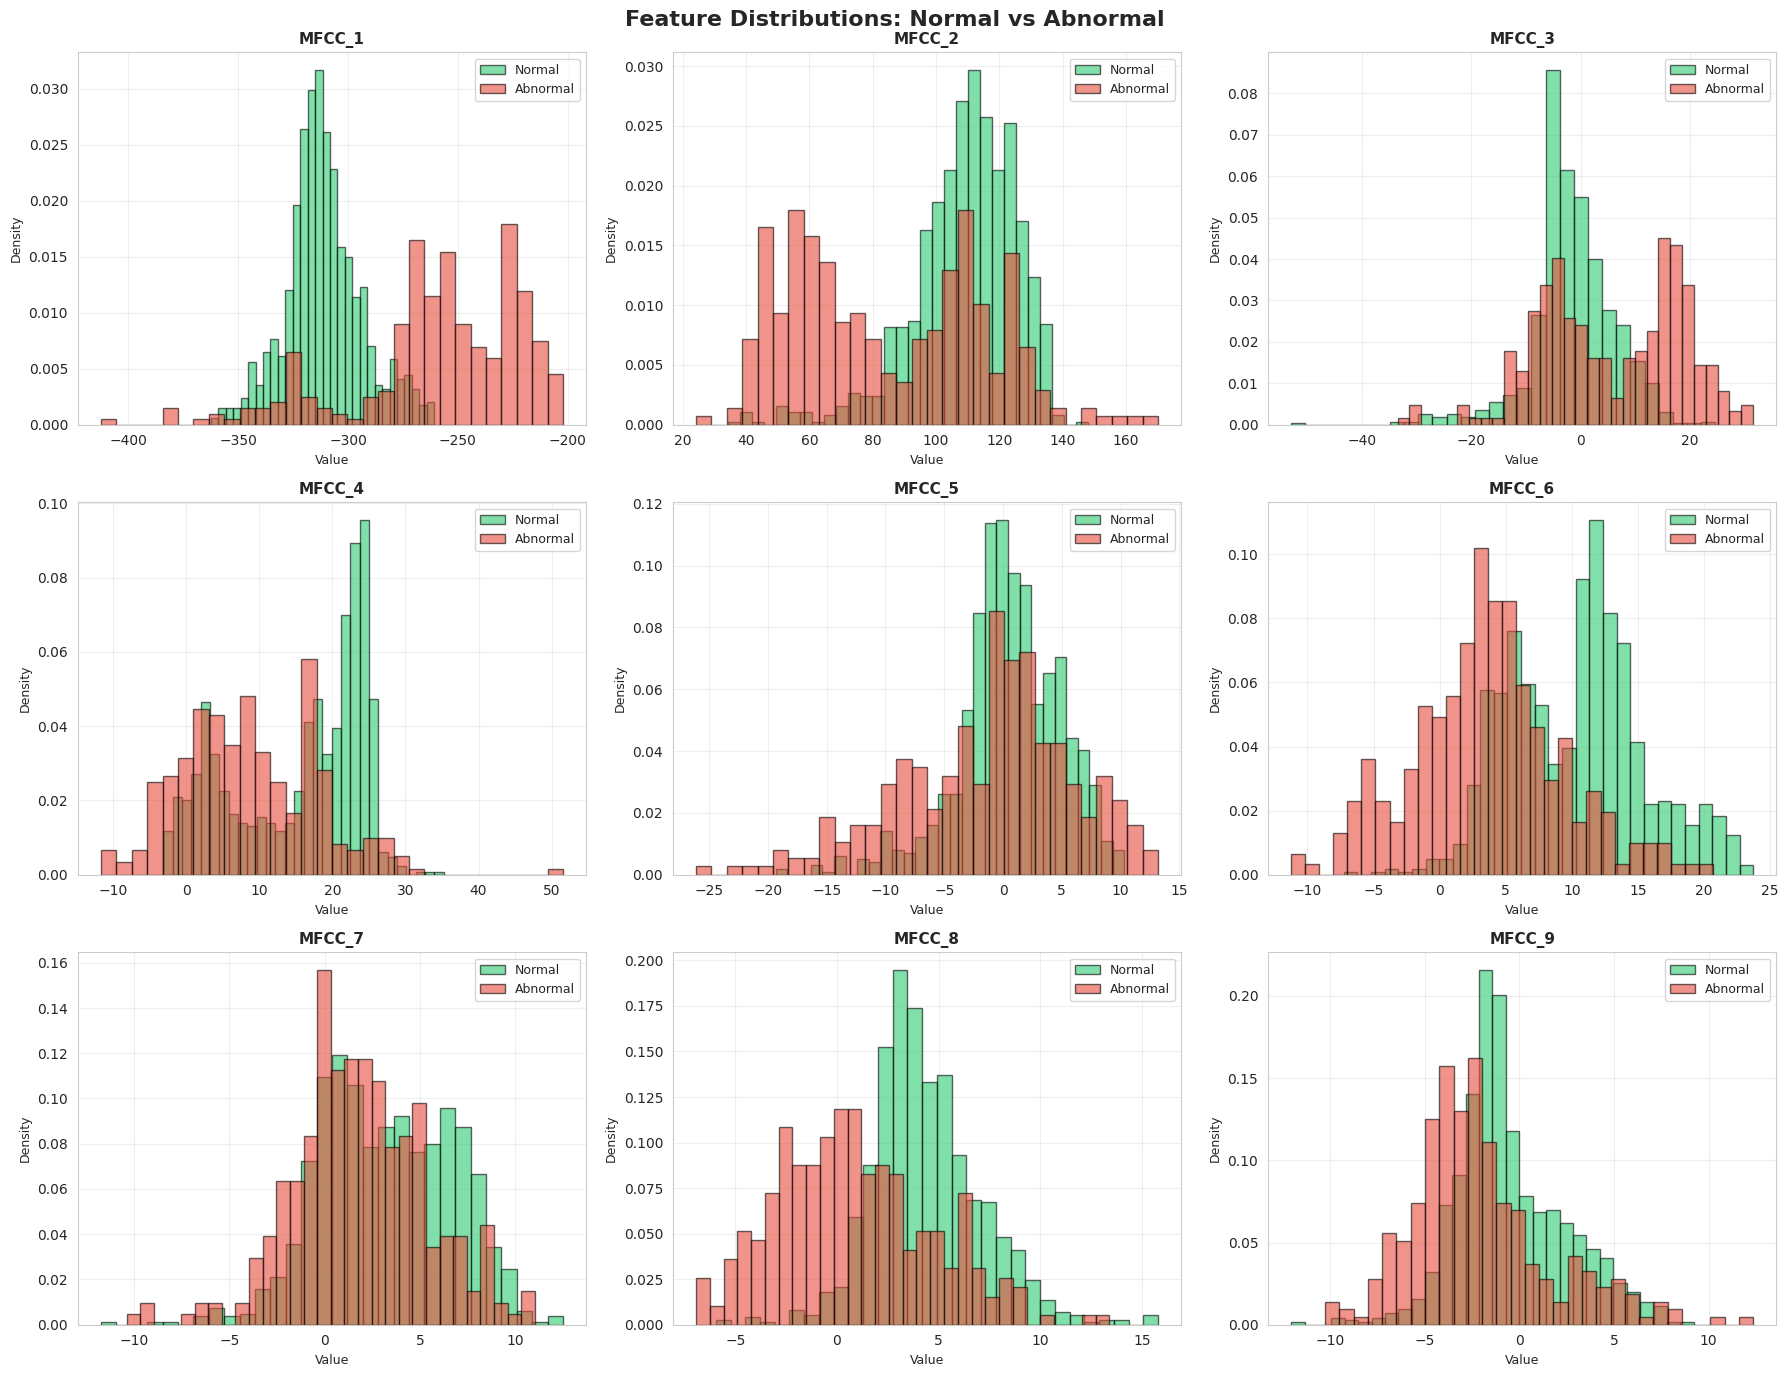 Feature Distributions: Normal vs Abnormal
MFCC_1
Normal
Abnormal
Density
0.030
0.025
0.020
0.015
0.010
0.005
0.000
−400
−350
−300
−250
−200
Value
MFCC_2
Normal
Abnormal
Density
0.030
0.025
0.020
0.015
0.010
0.005
0.000
20
40
60
80
100
120
140
160
Value
MFCC_3
Normal
Abnormal
Density
0.08
0.07
0.06
0.05
0.04
0.03
0.02
0.01
0.00
−40
−20
0
20
Value
MFCC_4
Normal
Abnormal
Density
0.10
0.08
0.06
0.04
0.02
0.00
−10
0
10
20
30
40
50
Value
MFCC_5
Normal
Abnormal
Density
0.12
0.10
0.08
0.06
0.04
0.02
0.00
−25
−20
−15
−10
−5
0
5
10
15
Value
MFCC_6
Normal
Abnormal
Density
0.10
0.08
0.06
0.04
0.02
0.00
−10
−5
0
5
10
15
20
25
Value
MFCC_7
Normal
Abnormal
Density
0.16
0.14
0.12
0.10
0.08
0.06
0.04
0.02
0.00
−10
−5
0
5
10
Value
MFCC_8
Normal
Abnormal
Density
0.200
0.175
0.150
0.125
0.100
0.075
0.050
0.025
0.000
−5
0
5
10
15
Value
MFCC_9
Normal
Abnormal
Density
0.20
0.15
0.10
0.05
0.00
−10
−5
0
5
10
Value